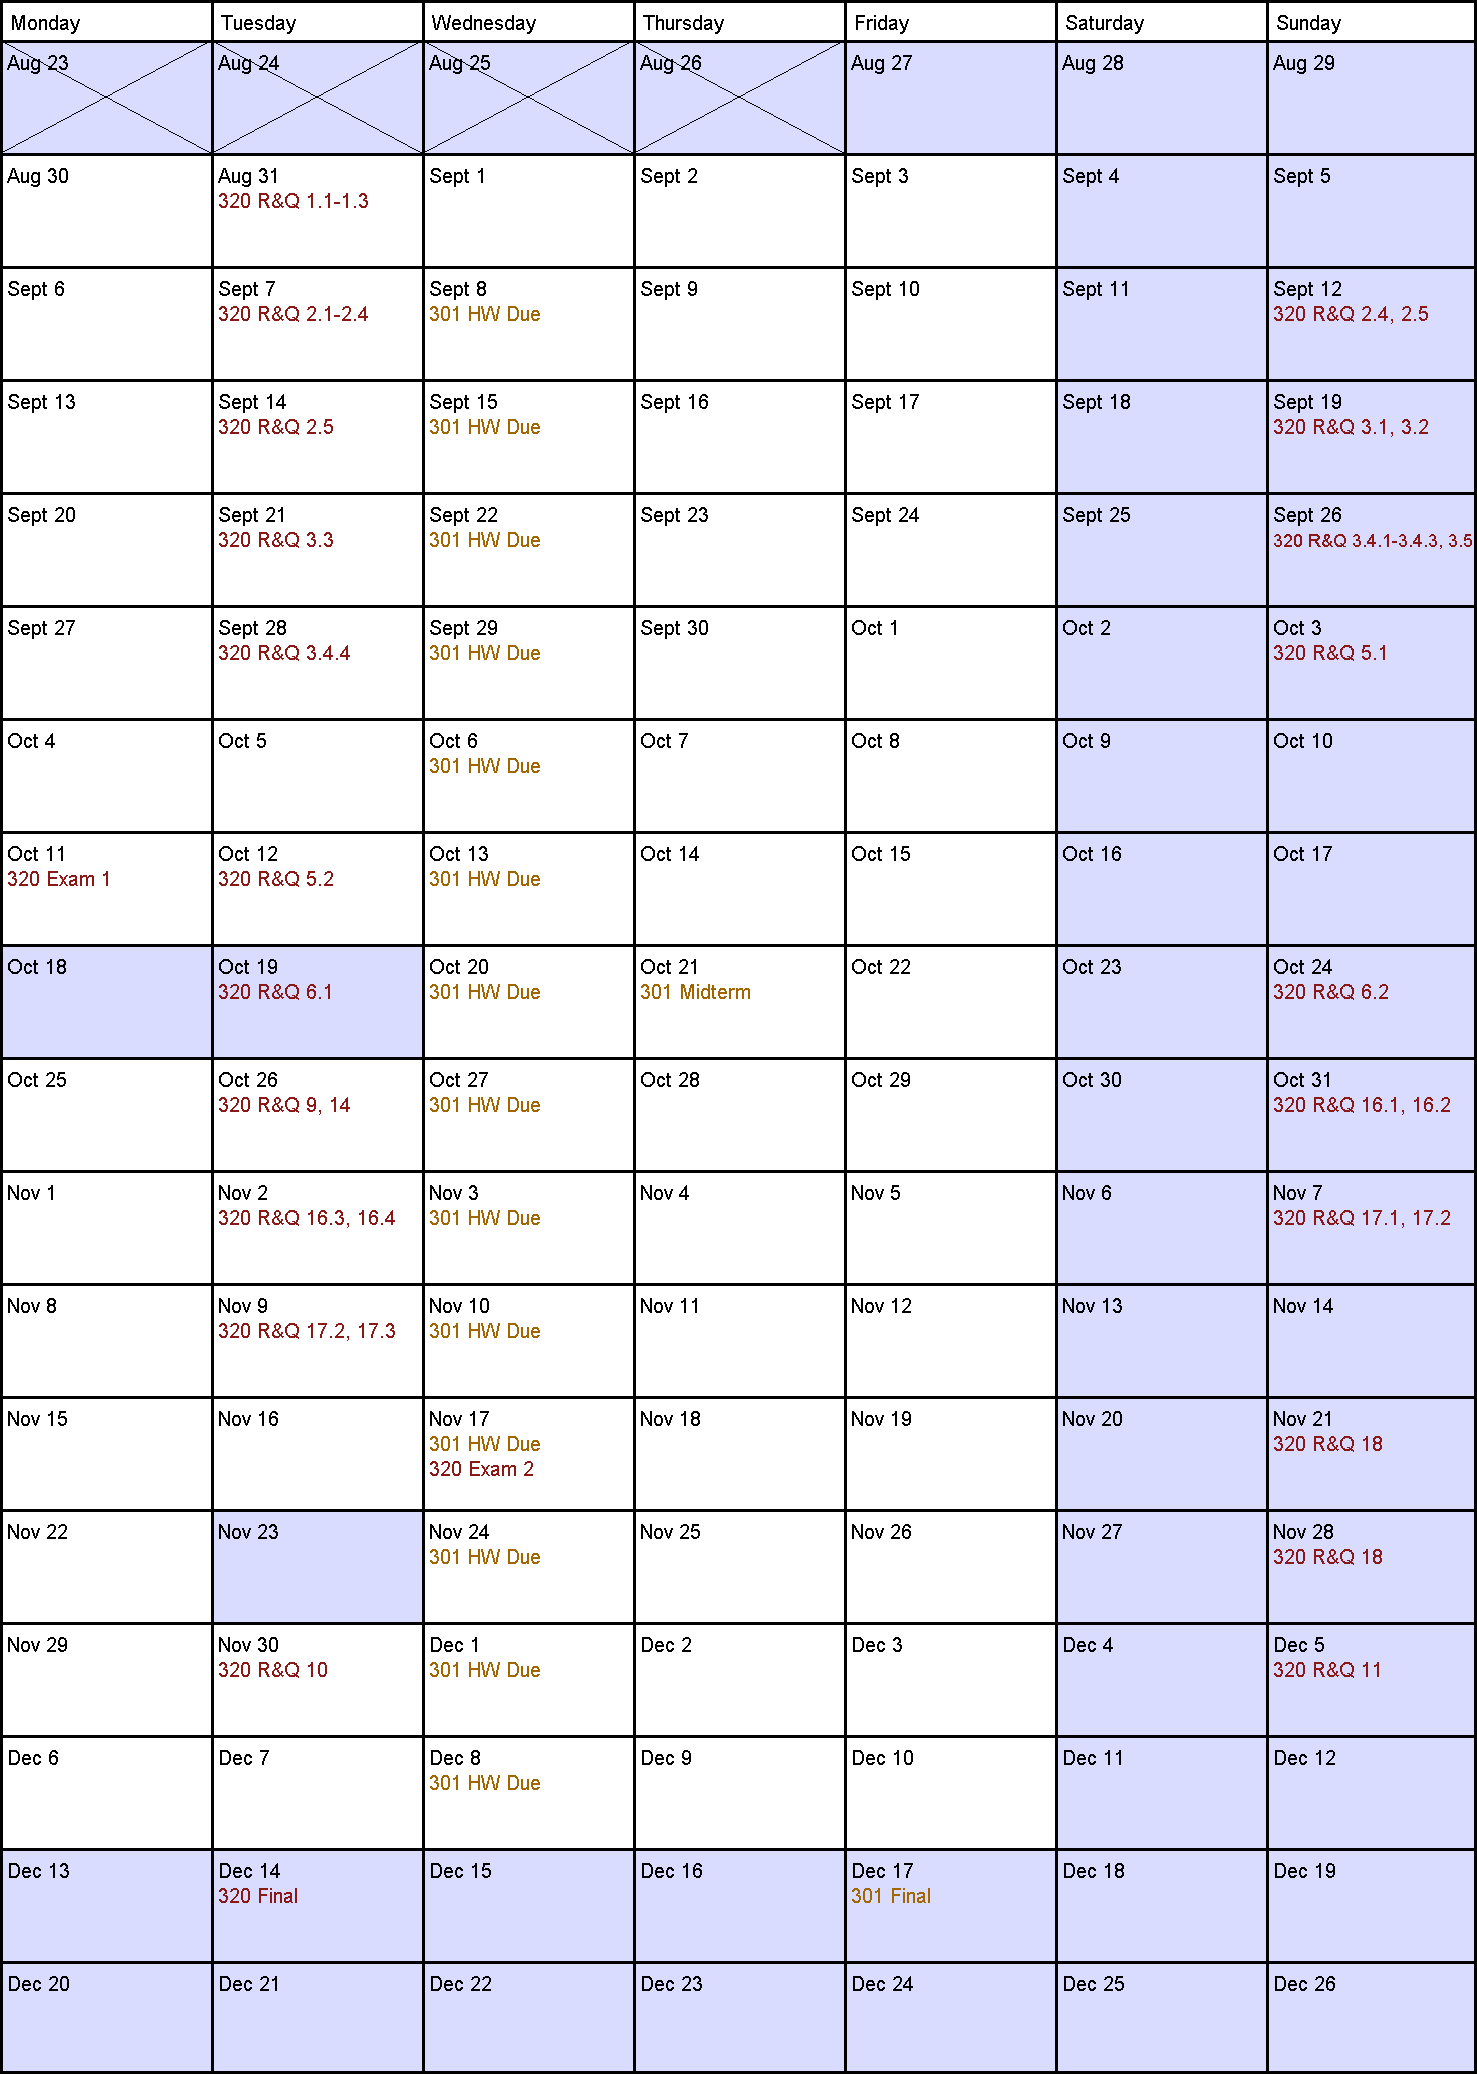 Monday Tuesday Wednesday Thursday Friday Saturday Sunday
Aug 23 Aug 24 Aug 25 Aug 26 Aug 27 Aug 28 Aug 29
Aug 30 Aug 31 Sept 1 Sept 2 Sept 3 Sept 4 Sept 5
320 R&Q 1.1-1.3
Sept 6 Sept 7 Sept 8 Sept 9 Sept 10 Sept 11 Sept 12
320 R&Q 2.1-2.4 301 HW Due 320 R&Q 2.4, 2.5
Sept 13 Sept 14 Sept 15 Sept 16 Sept 17 Sept 18 Sept 19
320 R&Q 2.5 301 HW Due 320 R&Q 3.1, 3.2
Sept 20 Sept 21 Sept 22 Sept 23 Sept 24 Sept 25 Sept 26
320 R&Q 3.3 301 HW Due 320 R&Q 3.4.1-3.4.3, 3.5
Sept 27 Sept 28 Sept 29 Sept 30 Oct 1 Oct 2 Oct 3
320 R&Q 3.4.4 301 HW Due 320 R&Q 5.1
Oct 4 Oct 5 Oct 6 Oct 7 Oct 8 Oct 9 Oct 10
301 HW Due
Oct 11 Oct 12 Oct 13 Oct 14 Oct 15 Oct 16 Oct 17
320 Exam 1 320 R&Q 5.2 301 HW Due
Oct 18 Oct 19 Oct 20 Oct 21 Oct 22 Oct 23 Oct 24
320 R&Q 6.1 301 HW Due 301 Midterm 320 R&Q 6.2
Oct 25 Oct 26 Oct 27 Oct 28 Oct 29 Oct 30 Oct 31
320 R&Q 9, 14 301 HW Due 320 R&Q 16.1, 16.2
Nov 1 Nov 2 Nov 3 Nov 4 Nov 5 Nov 6 Nov 7
320 R&Q 16.3, 16.4 301 HW Due 320 R&Q 17.1, 17.2
Nov 8 Nov 9 Nov 10 Nov 11 Nov 12 Nov 13 Nov 14
320 R&Q 17.2, 17.3 301 HW Due
Nov 15 Nov 16 Nov 17 Nov 18 Nov 19 Nov 20 Nov 21
301 HW Due 320 R&Q 18
320 Exam 2
Nov 22 Nov 23 Nov 24 Nov 25 Nov 26 Nov 27 Nov 28
301 HW Due 320 R&Q 18
Nov 29 Nov 30 Dec 1 Dec 2 Dec 3 Dec 4 Dec 5
320 R&Q 10 301 HW Due 320 R&Q 11
Dec 6 Dec 7 Dec 8 Dec 9 Dec 10 Dec 11 Dec 12
301 HW Due
Dec 13 Dec 14 Dec 15 Dec 16 Dec 17 Dec 18 Dec 19
320 Final 301 Final
Dec 20 Dec 21 Dec 22 Dec 23 Dec 24 Dec 25 Dec 26